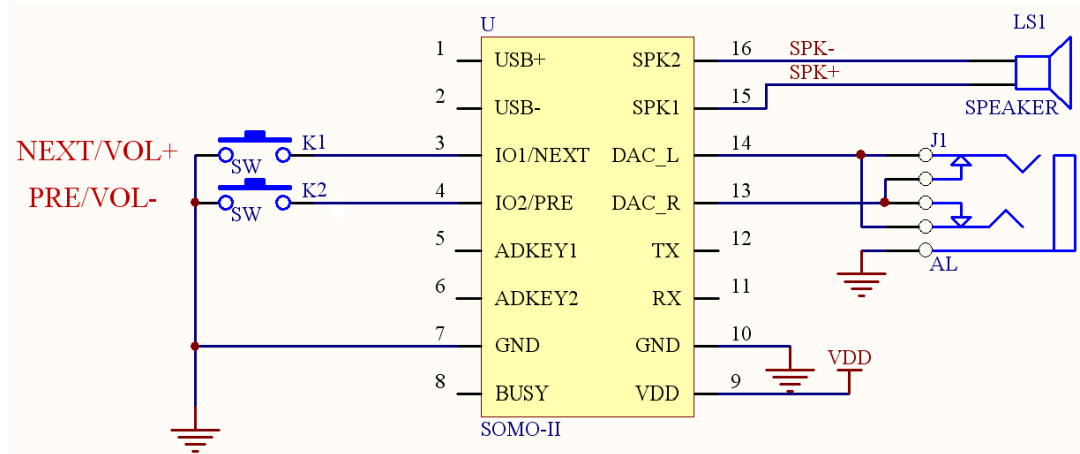 U
LS1
1 USB+ SPK2 16 SPK-
SPK+
2 USB- SPK1 15 SPEAKER
NEXT/VOL+ SW K1 3 IO1/NEXT DAC_L 14 J1
PRE/VOL- SW K2 4 IO2/PRE DAC_R 13
5 ADKEY1 TX 12
AL
6 ADKEY2 RX 11
7 GND GND 10
VDD
8 BUSY VDD 9
SOMO-II